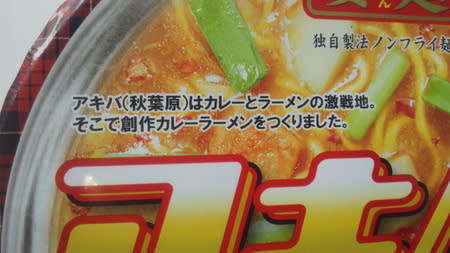 独自製法ノンフライ麺
アキバ(秋葉原)はカレーとラーメンの激戦地。
そこで創作カレーラーメンをつくりました。